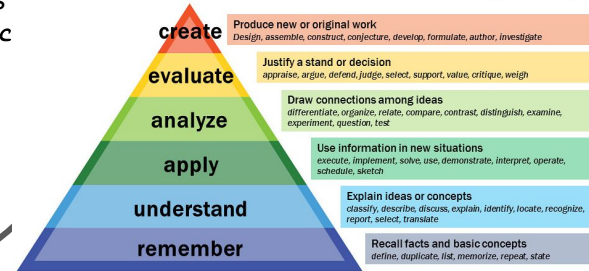 create
Produce new or original work
Design, assemble, construct, conjecture, develop, formulate, author, investigate
evaluate
Justify a stand or decision
appraise, argue, defend, judge, select, support, value, critique, weigh
analyze
Draw connections among ideas
differentiate, organize, relate, compare, contrast, distinguish, examine,
experiment, question, test
apply
Use information in new situations
execute, implement, solve, use, demonstrate, interpret, operate,
schedule, sketch
understand
Explain ideas or concepts
classify, describe, discuss, explain, identify, locate, recognize,
report, select, translate
remember
Recall facts and basic concepts
define, duplicate, list, memorize, repeat, state